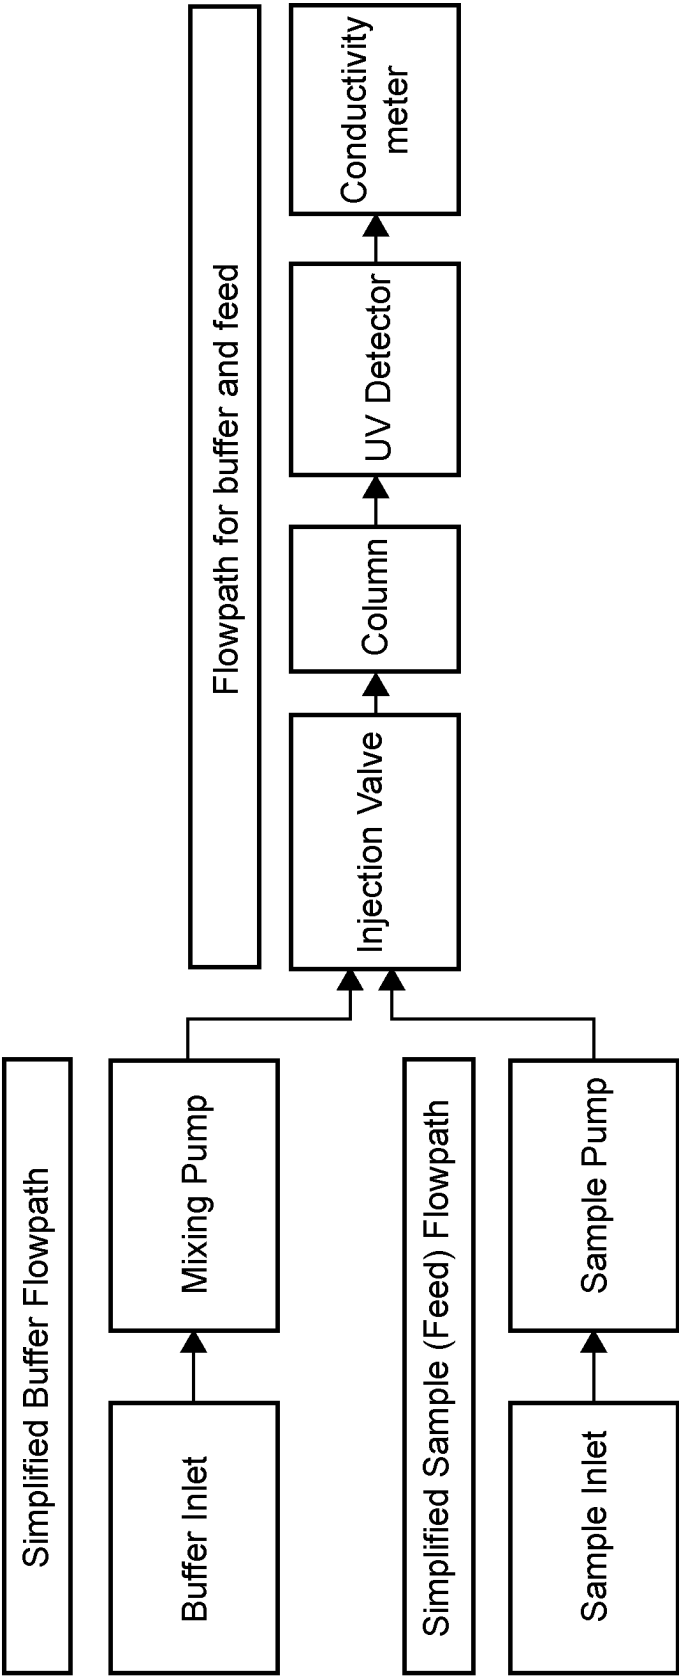 Simplified Buffer Flowpath
Buffer Inlet
Mixing Pump
Flowpath for buffer and feed
Injection Valve
Column
UV Detector
Conductivity
meter
Simplified Sample (Feed) Flowpath
Sample Inlet
Sample Pump